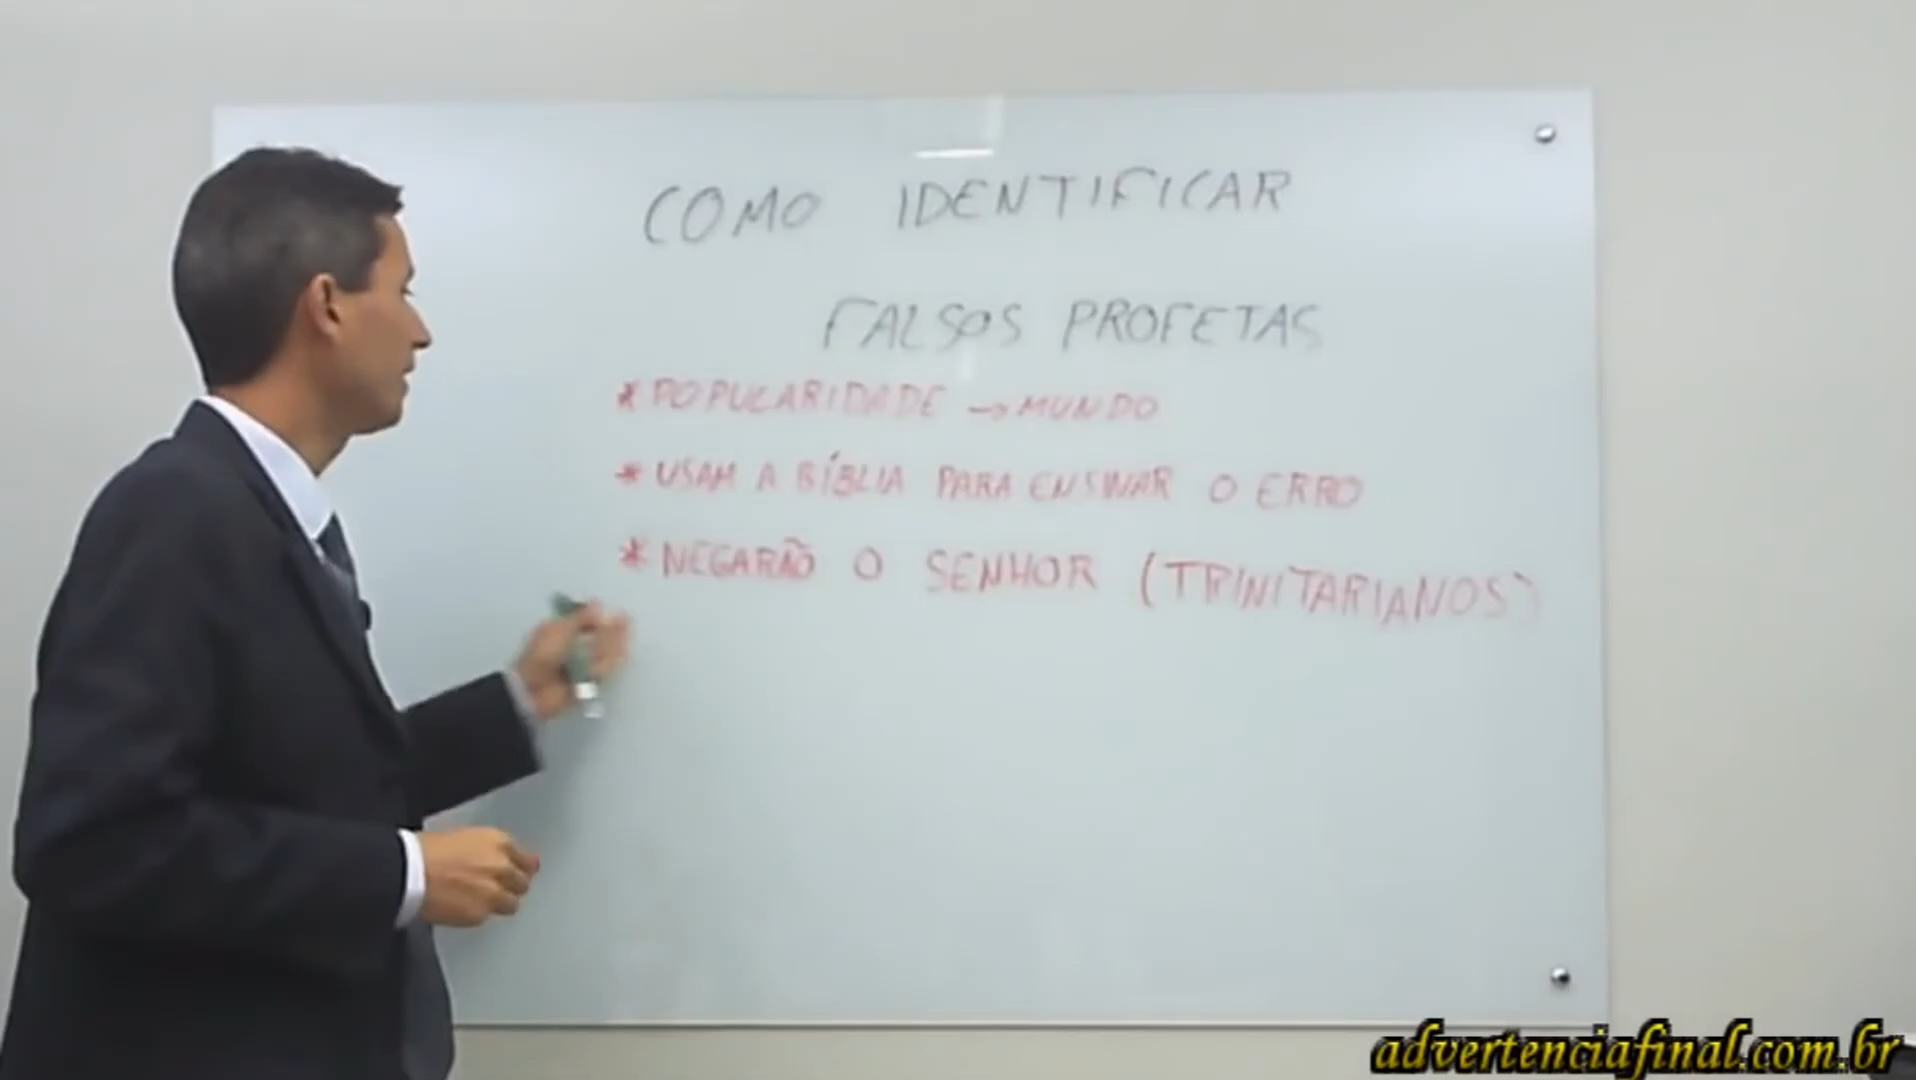 COMO IDENTIFICAR
FALSOS PROFETAS
* POPULARIDADE → MUNDO
* USAM A BÍBLIA PARA ENSINAR O ERRO
* NEGARÃO O SENHOR (TRINITARIANOS)
advertenciafinal.com.br